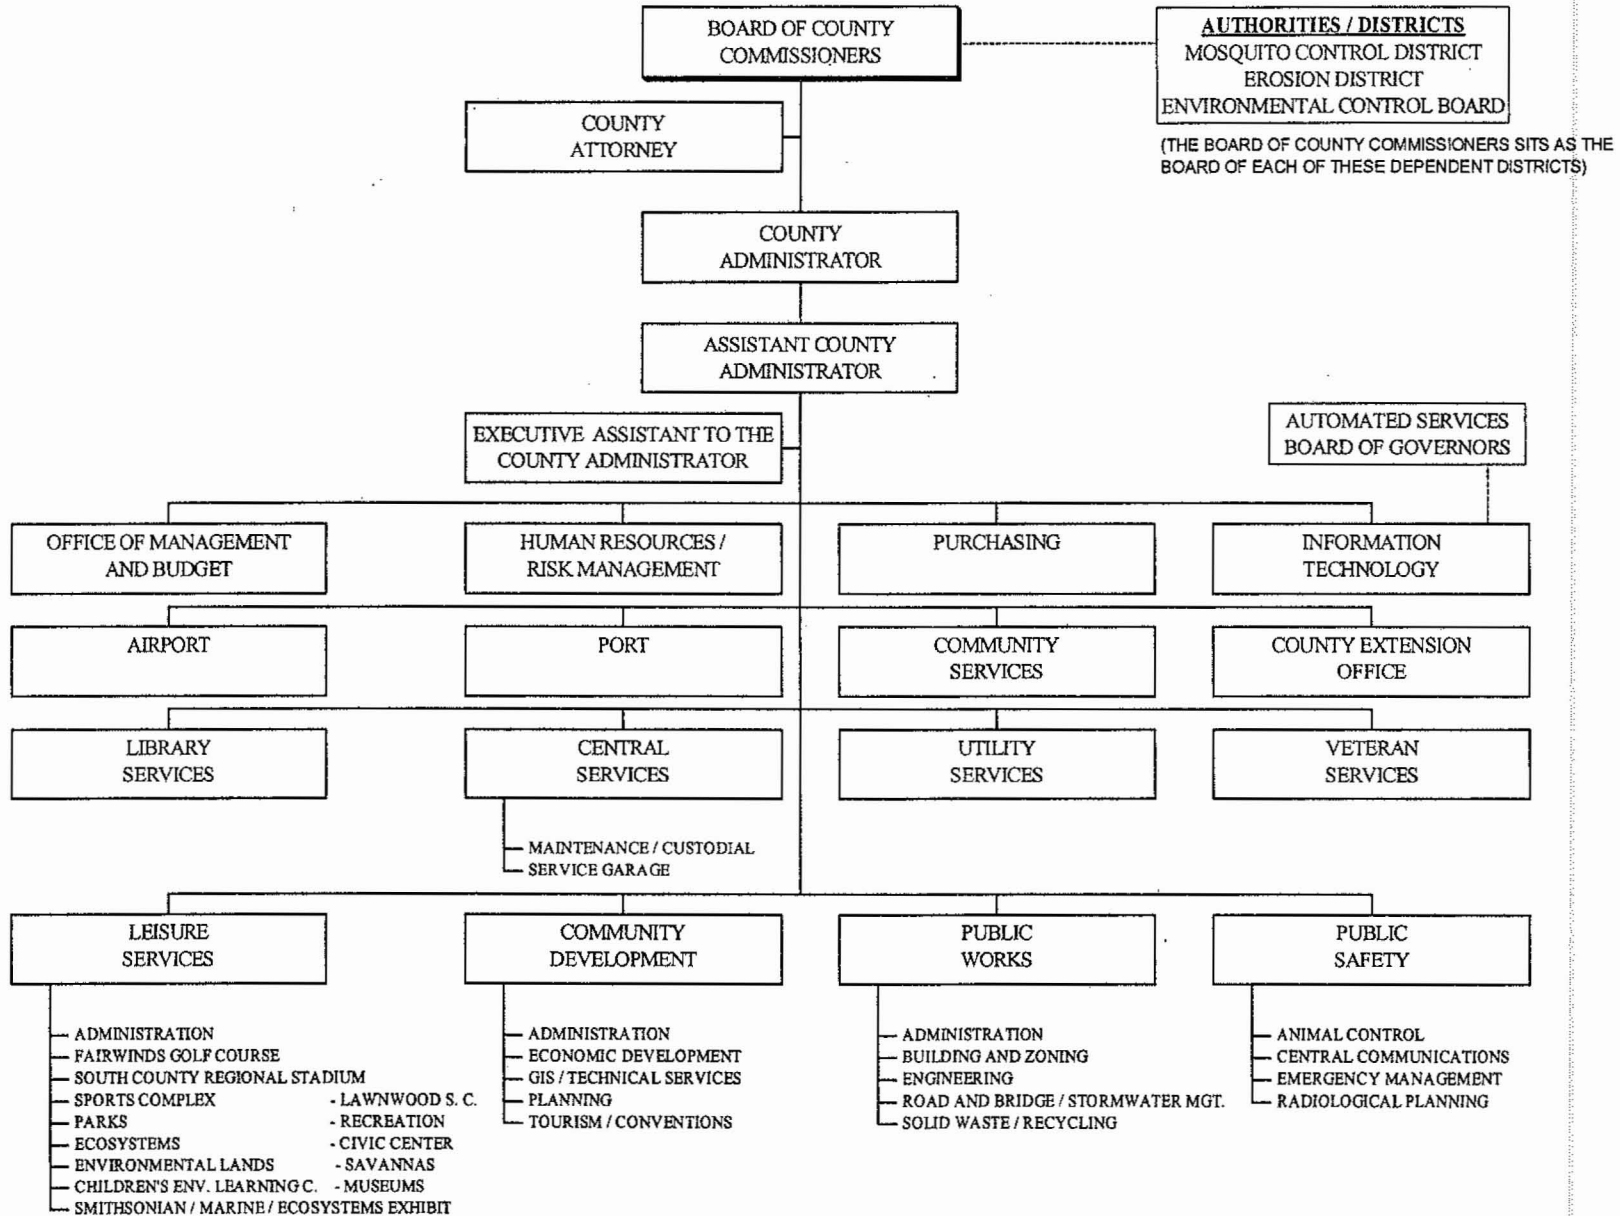 BOARD OF COUNTY
COMMISSIONERS
AUTHORITIES / DISTRICTS
MOSQUITO CONTROL DISTRICT
EROSION DISTRICT
ENVIRONMENTAL CONTROL BOARD
(THE BOARD OF COUNTY COMMISSIONERS SITS AS THE
BOARD OF EACH OF THESE DEPENDENT DISTRICTS)
COUNTY
ATTORNEY
COUNTY
ADMINISTRATOR
ASSISTANT COUNTY
ADMINISTRATOR
EXECUTIVE ASSISTANT TO THE
COUNTY ADMINISTRATOR
AUTOMATED SERVICES
BOARD OF GOVERNORS
OFFICE OF MANAGEMENT
AND BUDGET
HUMAN RESOURCES /
RISK MANAGEMENT
PURCHASING
INFORMATION
TECHNOLOGY
AIRPORT
PORT
COMMUNITY
SERVICES
COUNTY EXTENSION
OFFICE
LIBRARY
SERVICES
CENTRAL
SERVICES
UTILITY
SERVICES
VETERAN
SERVICES
MAINTENANCE / CUSTODIAL
SERVICE GARAGE
LEISURE
SERVICES
COMMUNITY
DEVELOPMENT
PUBLIC
WORKS
PUBLIC
SAFETY
ADMINISTRATION
FAIRWINDS GOLF COURSE
SOUTH COUNTY REGIONAL STADIUM
SPORTS COMPLEX - LAWNWOOD S. C.
PARKS - RECREATION
ECOSYSTEMS - CIVIC CENTER
ENVIRONMENTAL LANDS - SAVANNAS
CHILDREN'S ENV. LEARNING C. - MUSEUMS
SMITHSONIAN / MARINE / ECOSYSTEMS EXHIBIT
ADMINISTRATION
ECONOMIC DEVELOPMENT
GIS / TECHNICAL SERVICES
PLANNING
TOURISM / CONVENTIONS
ADMINISTRATION
BUILDING AND ZONING
ENGINEERING
ROAD AND BRIDGE / STORMWATER MGT.
SOLID WASTE / RECYCLING
ANIMAL CONTROL
CENTRAL COMMUNICATIONS
EMERGENCY MANAGEMENT
RADIOLOGICAL PLANNING